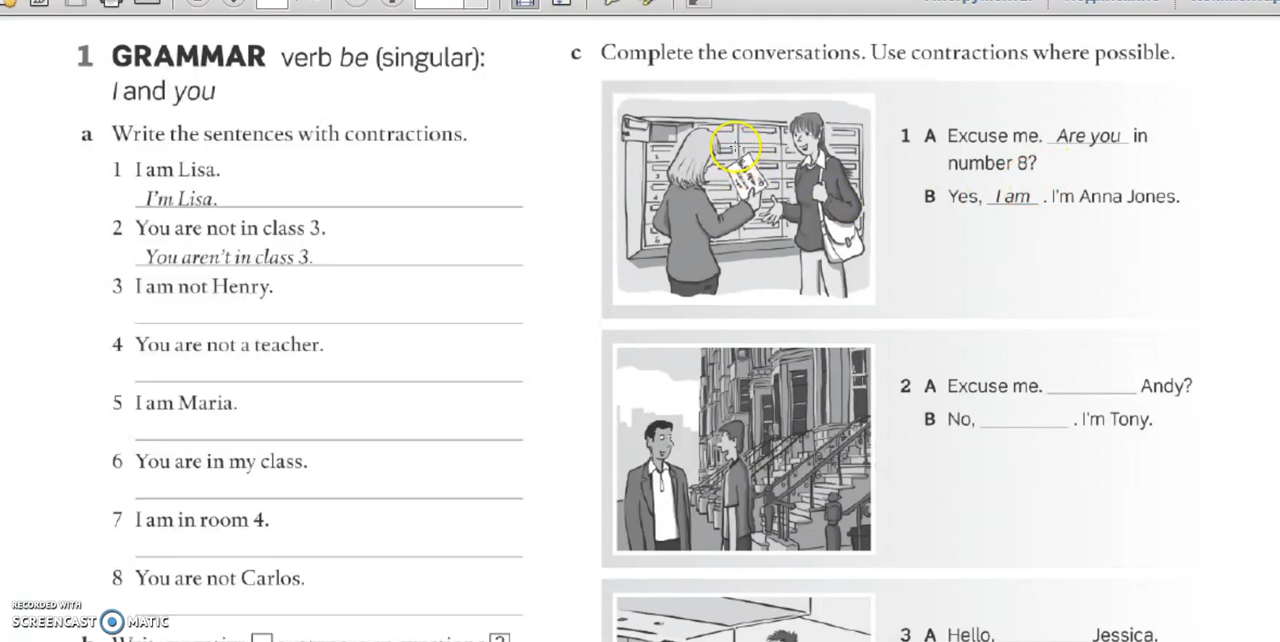 1 GRAMMAR verb be (singular):
I and you
a Write the sentences with contractions.
1 I am Lisa.
I'm Lisa.
2 You are not in class 3.
You aren't in class 3.
3 I am not Henry.
4 You are not a teacher.
5 I am Maria.
6 You are in my class.
7 I am in room 4.
8 You are not Carlos.
c Complete the conversations. Use contractions where possible.
1 A Excuse me. Are you in
number 8?
B Yes, I am . I'm Anna Jones.
2 A Excuse me. ________ Andy?
B No, ________ . I'm Tony.
3 A Hello. ________ Jessica.
RECORDED WITH
SCREENCAST MATIC